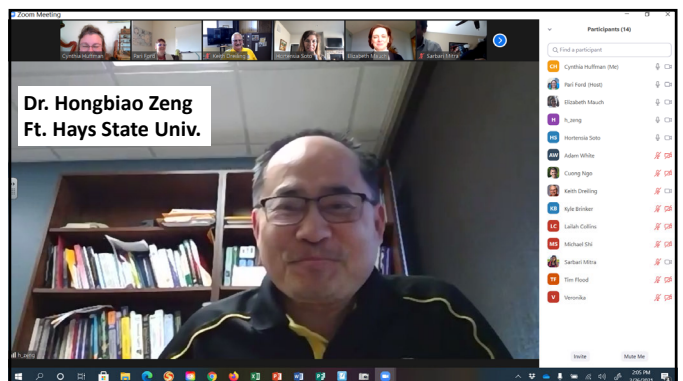 Zoom Meeting
Cynthia Huffman
Pari Ford
Keith Dreiling
Hortensia Soto
Elizabeth Mauch
Sarbari Mitra
Dr. Hongbiao Zeng
Ft. Hays State Univ.
h_zeng
Participants (14)
Find a participant
CH Cynthia Huffman (Me)
Pari Ford (Host)
Elizabeth Mauch
H h_zeng
HS Hortensia Soto
AW Adam White
Cuong Ngo
Keith Dreiling
KB Kyle Brinker
LC Lailah Collins
MS Michael Shi
Sarbari Mitra
TF Tim Flood
V Veronika
Invite Mute Me
2:05 PM